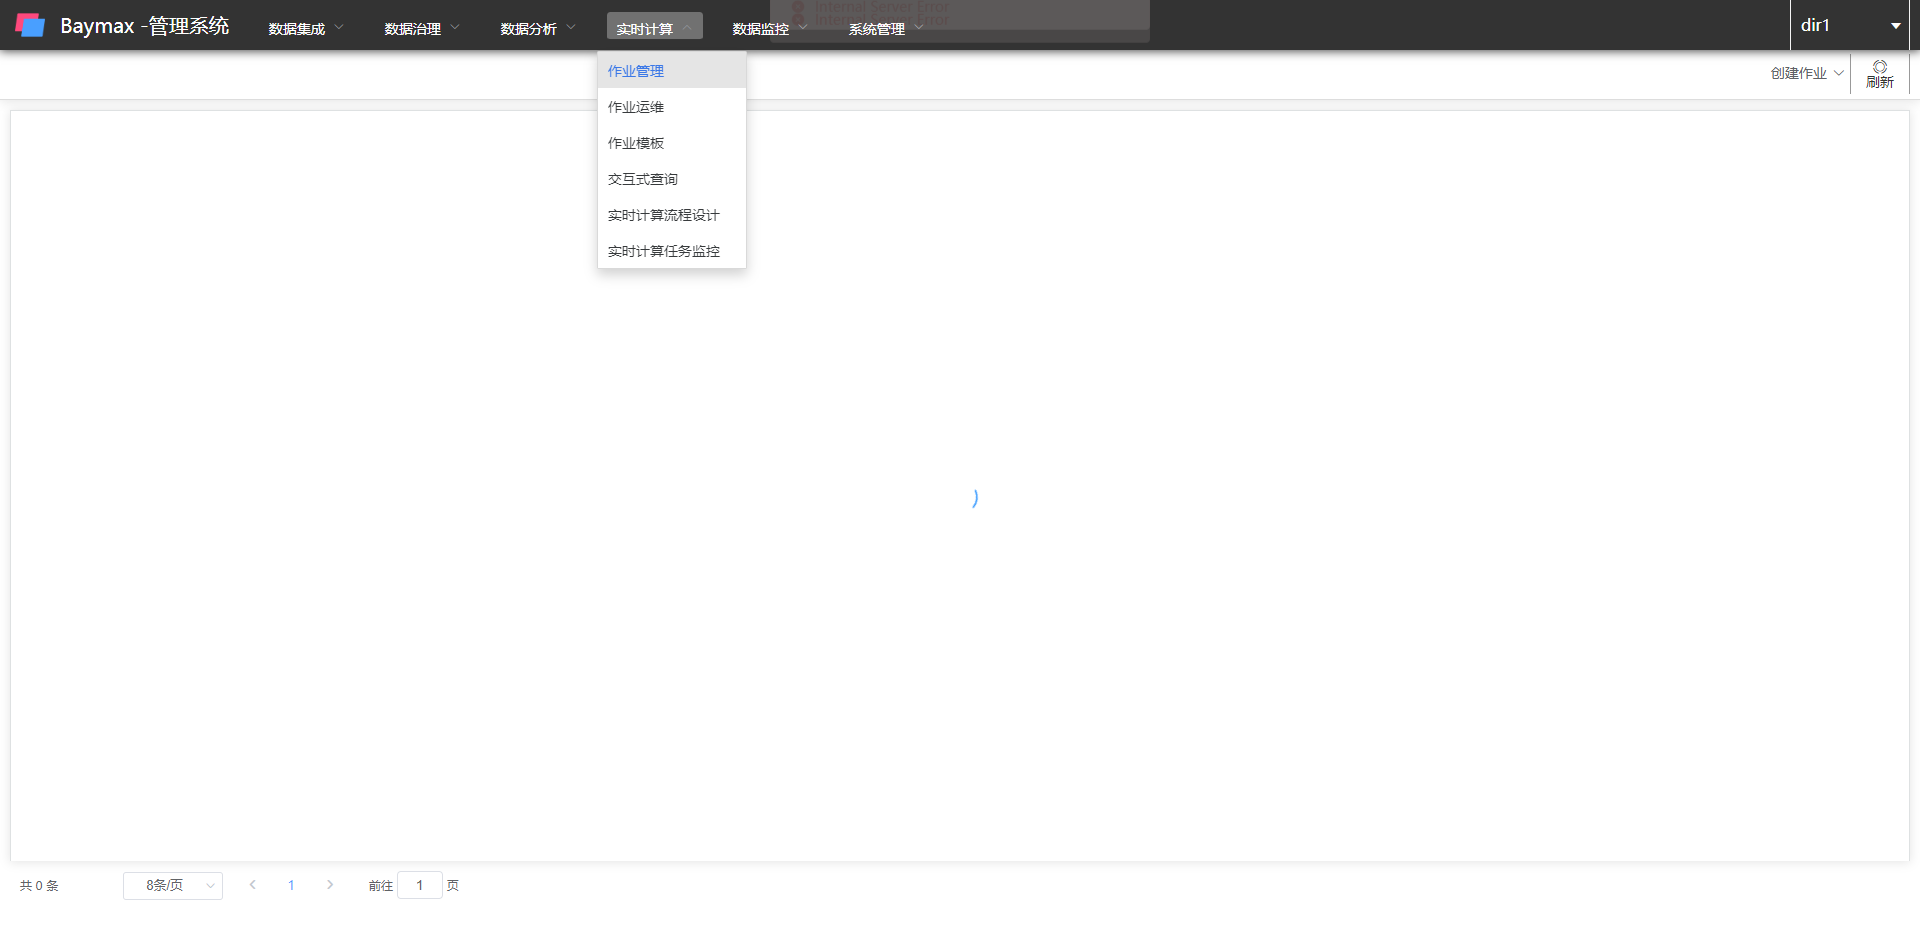 Baymax -管理系统
数据集成
数据治理
数据分析
实时计算
数据监控
系统管理
Internal Server Error
Internal Server Error
dir1
作业管理
作业运维
作业模板
交互式查询
实时计算流程设计
实时计算任务监控
创建作业
刷新
共 0 条
8条/页
1
前往 1 页